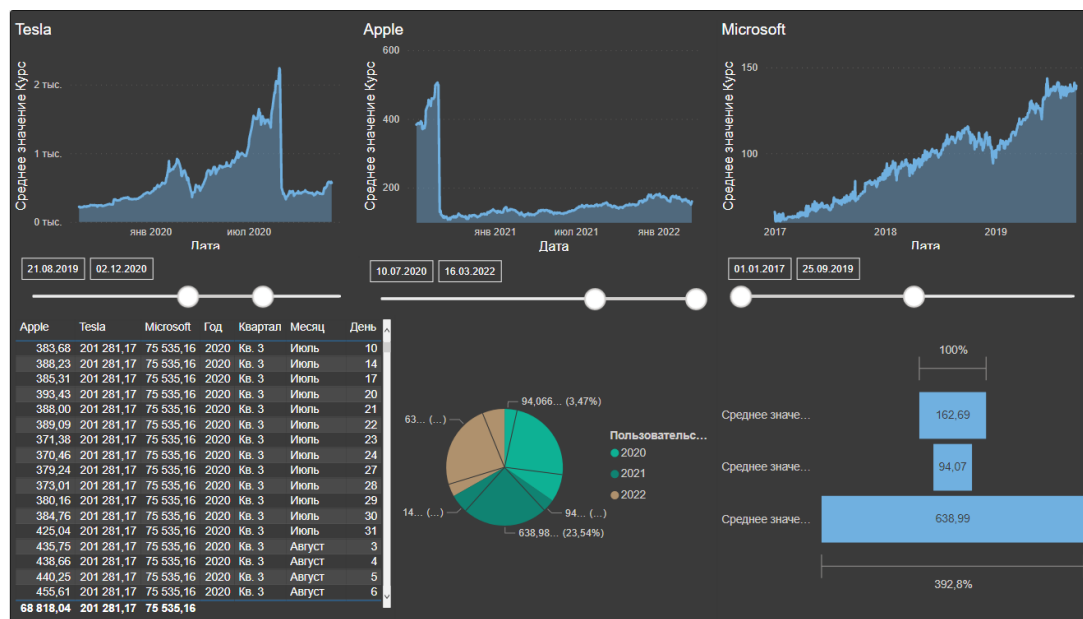 Tesla
Среднее значение Курс
2 тыс.
1 тыс.
0 тыс.
янв 2020 июл 2020
Дата
21.08.2019 02.12.2020
Apple
Среднее значение Курс
600
400
200
янв 2021 июл 2021 янв 2022
Дата
10.07.2020 16.03.2022
Microsoft
Среднее значение Курс
150
100
2017 2018 2019
Дата
01.01.2017 25.09.2019
Apple Tesla Microsoft Год Квартал Месяц День
383,68 201 281,17 75 535,16 2020 Кв. 3 Июль 10
388,23 201 281,17 75 535,16 2020 Кв. 3 Июль 14
385,31 201 281,17 75 535,16 2020 Кв. 3 Июль 17
393,43 201 281,17 75 535,16 2020 Кв. 3 Июль 20
388,00 201 281,17 75 535,16 2020 Кв. 3 Июль 21
389,09 201 281,17 75 535,16 2020 Кв. 3 Июль 22
371,38 201 281,17 75 535,16 2020 Кв. 3 Июль 23
370,46 201 281,17 75 535,16 2020 Кв. 3 Июль 24
379,24 201 281,17 75 535,16 2020 Кв. 3 Июль 27
373,01 201 281,17 75 535,16 2020 Кв. 3 Июль 28
380,16 201 281,17 75 535,16 2020 Кв. 3 Июль 29
384,76 201 281,17 75 535,16 2020 Кв. 3 Июль 30
425,04 201 281,17 75 535,16 2020 Кв. 3 Июль 31
435,75 201 281,17 75 535,16 2020 Кв. 3 Август 3
438,66 201 281,17 75 535,16 2020 Кв. 3 Август 4
440,25 201 281,17 75 535,16 2020 Кв. 3 Август 5
455,61 201 281,17 75 535,16 2020 Кв. 3 Август 6
68 818,04 201 281,17 75 535,16
94,066... (3,47%)
63... (...)
14... (...)
94... (...)
638,98... (23,54%)
Пользовательс...
2020
2021
2022
100%
Среднее значе... 162,69
Среднее значе... 94,07
Среднее значе... 638,99
392,8%